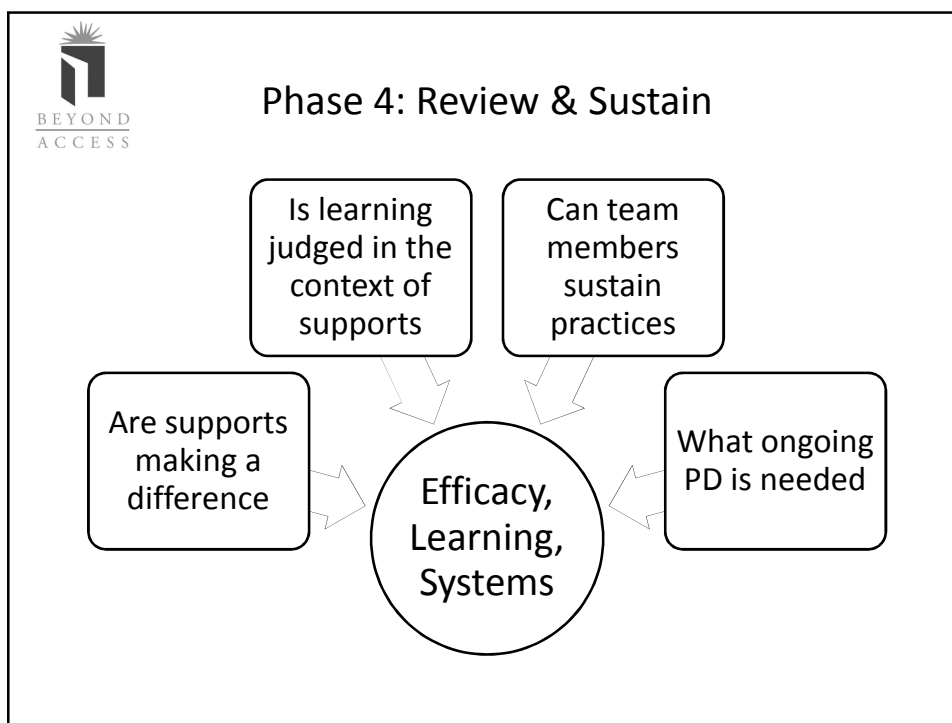 BEYOND
ACCESS
Phase 4: Review & Sustain
Is learning
judged in the
context of
supports
Can team
members
sustain
practices
Are supports
making a
difference
What ongoing
PD is needed
Efficacy,
Learning,
Systems